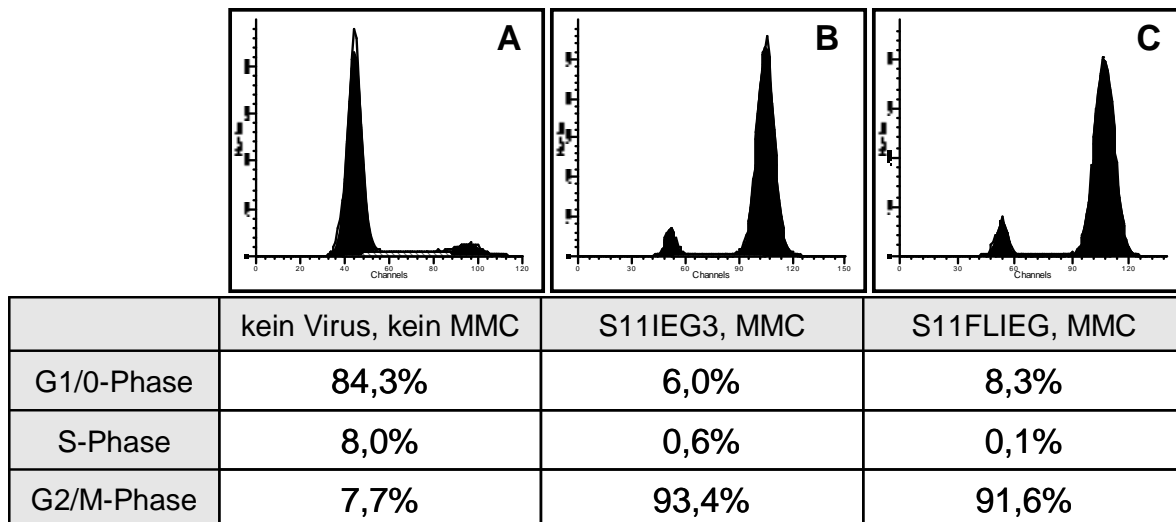 A
B
C
0 20 40 60 80 100 120
Channels
0 30 60 90 120 150
Channels
0 30 60 90 120
Channels
kein Virus, kein MMC S11IEG3, MMC S11FLIEG, MMC
G1/0-Phase 84,3% 6,0% 8,3%
S-Phase 8,0% 0,6% 0,1%
G2/M-Phase 7,7% 93,4% 91,6%